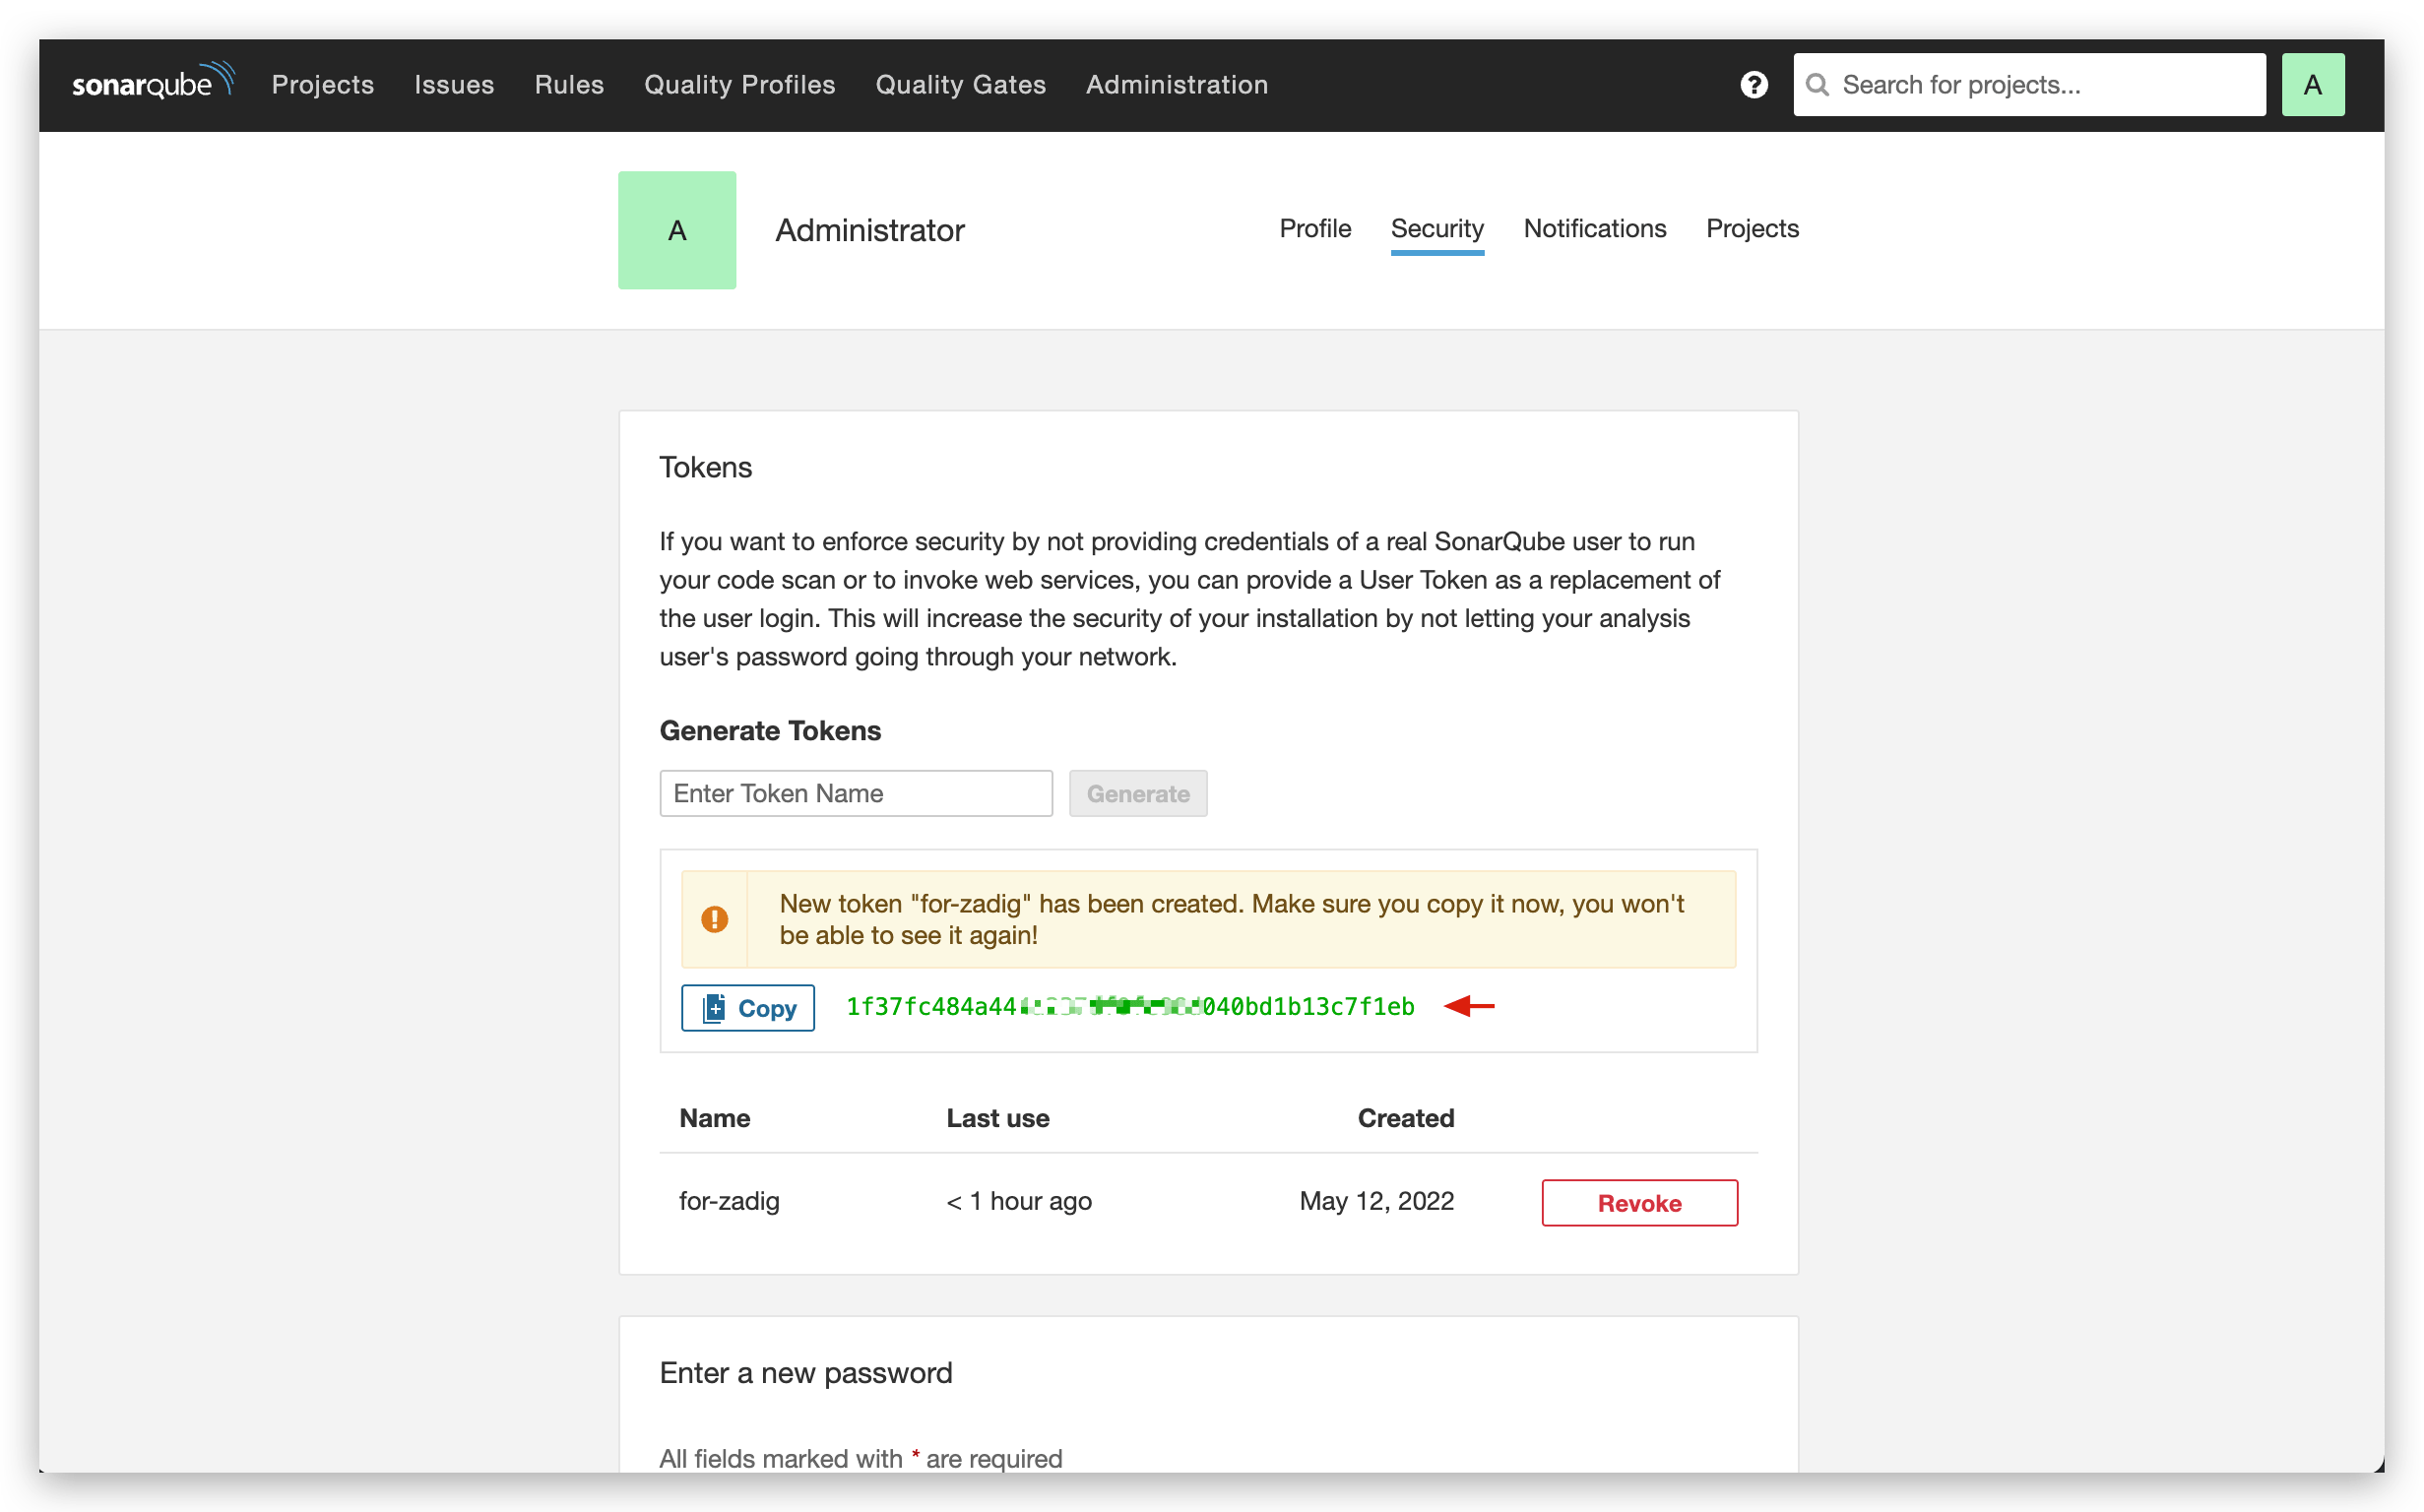 sonarqube Projects Issues Rules Quality Profiles Quality Gates Administration ? Search for projects... A
A Administrator Profile Security Notifications Projects
Tokens
If you want to enforce security by not providing credentials of a real SonarQube user to run
your code scan or to invoke web services, you can provide a User Token as a replacement of
the user login. This will increase the security of your installation by not letting your analysis
user's password going through your network.
Generate Tokens
Enter Token Name Generate
New token "for-zadig" has been created. Make sure you copy it now, you won't
be able to see it again!
Copy 1f37fc484a44 040bd1b13c7f1eb
Name Last use Created
for-zadig < 1 hour ago May 12, 2022 Revoke
Enter a new password
All fields marked with * are required